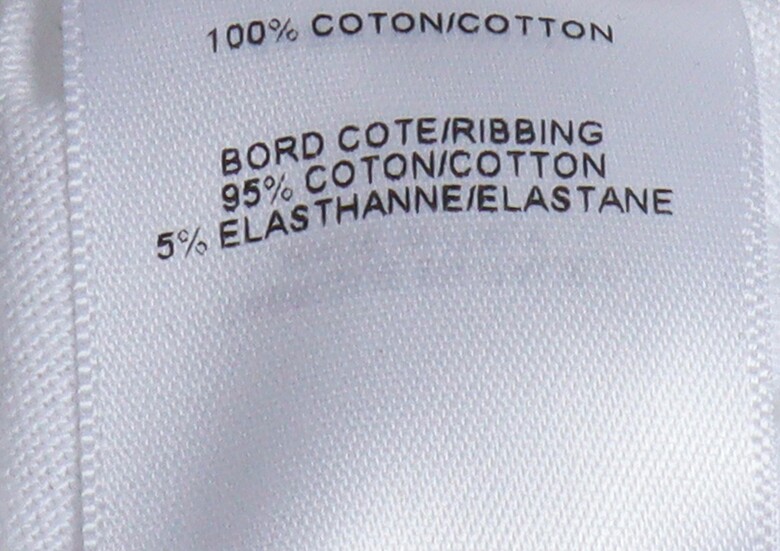 100% COTON/COTTON
BORD COTE/RIBBING
95% COTON/COTTON
5% ELASTHANNE/ELASTANE